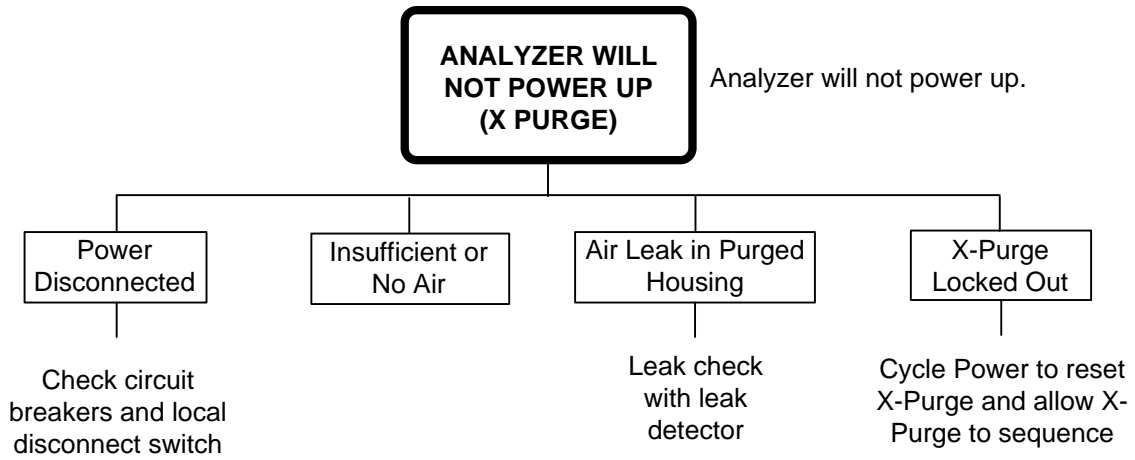 ANALYZER WILL
NOT POWER UP
(X PURGE)
Analyzer will not power up.
Power
Disconnected
Insufficient or
No Air
Air Leak in Purged
Housing
X-Purge
Locked Out
Check circuit
breakers and local
disconnect switch
Leak check
with leak
detector
Cycle Power to reset
X-Purge and allow X-
Purge to sequence